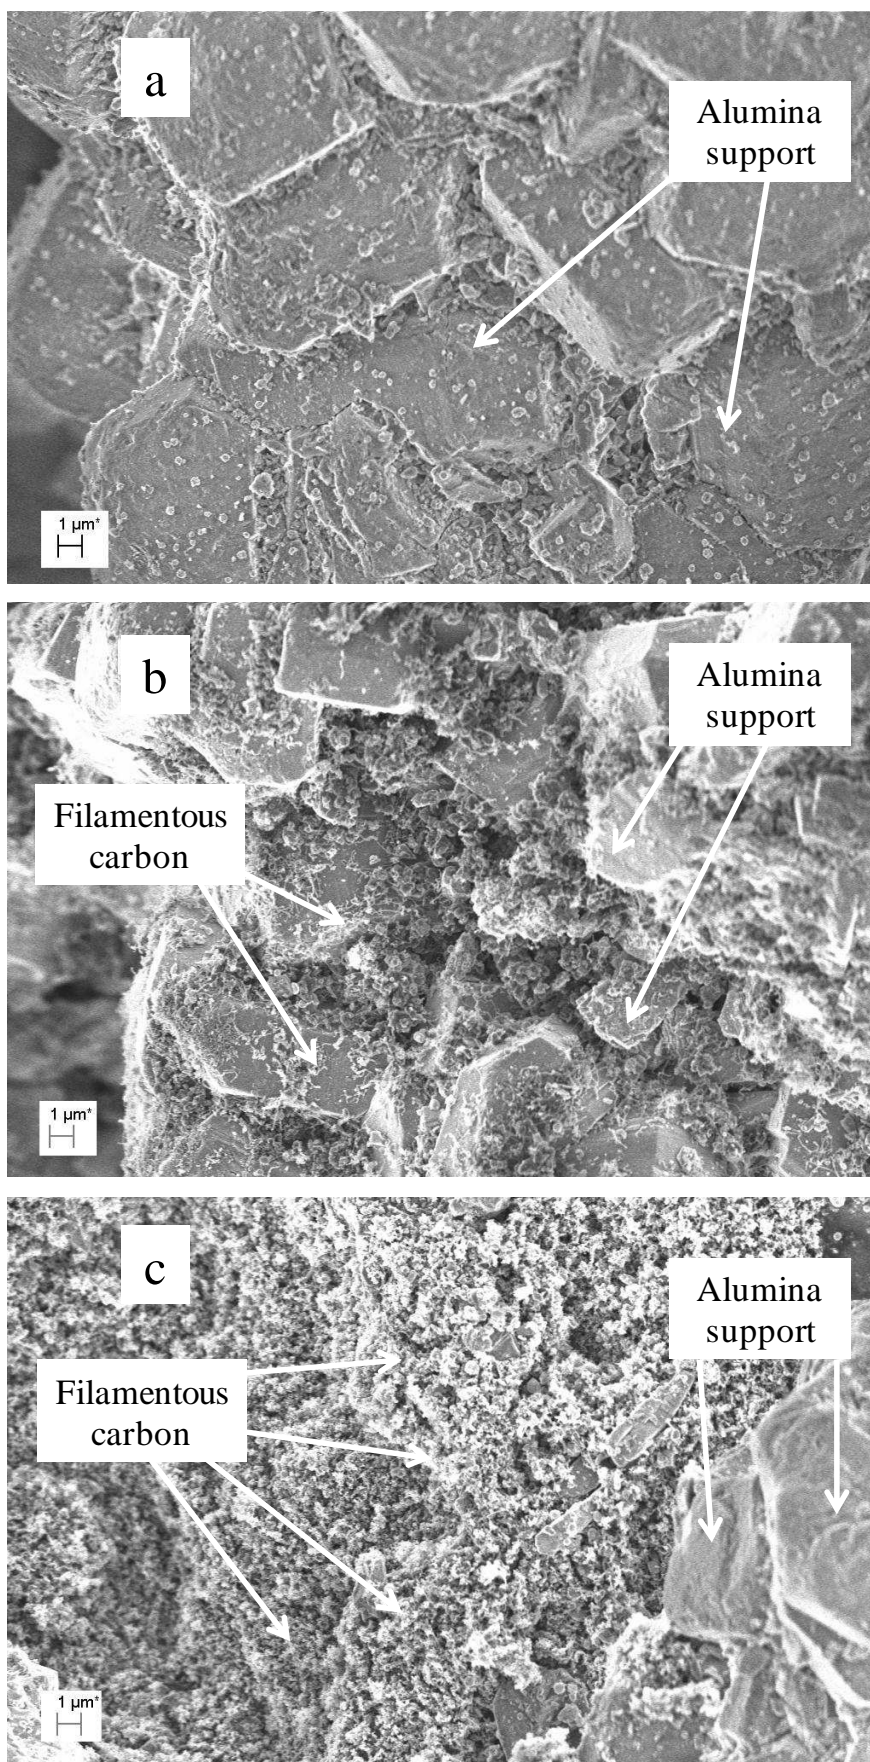 a
Alumina
support
1 µm*
b
Alumina
support
Filamentous
carbon
1 µm*
c
Alumina
support
Filamentous
carbon
1 µm*